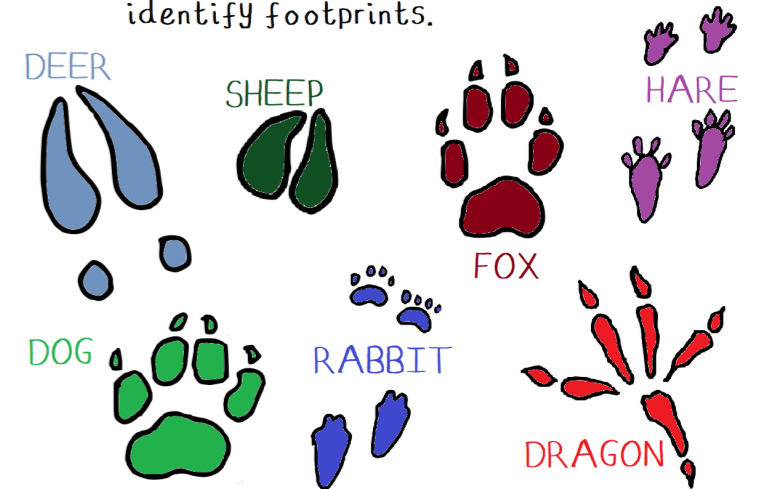 identify footprints.
DEER
SHEEP
HARE
FOX
DOG
RABBIT
DRAGON